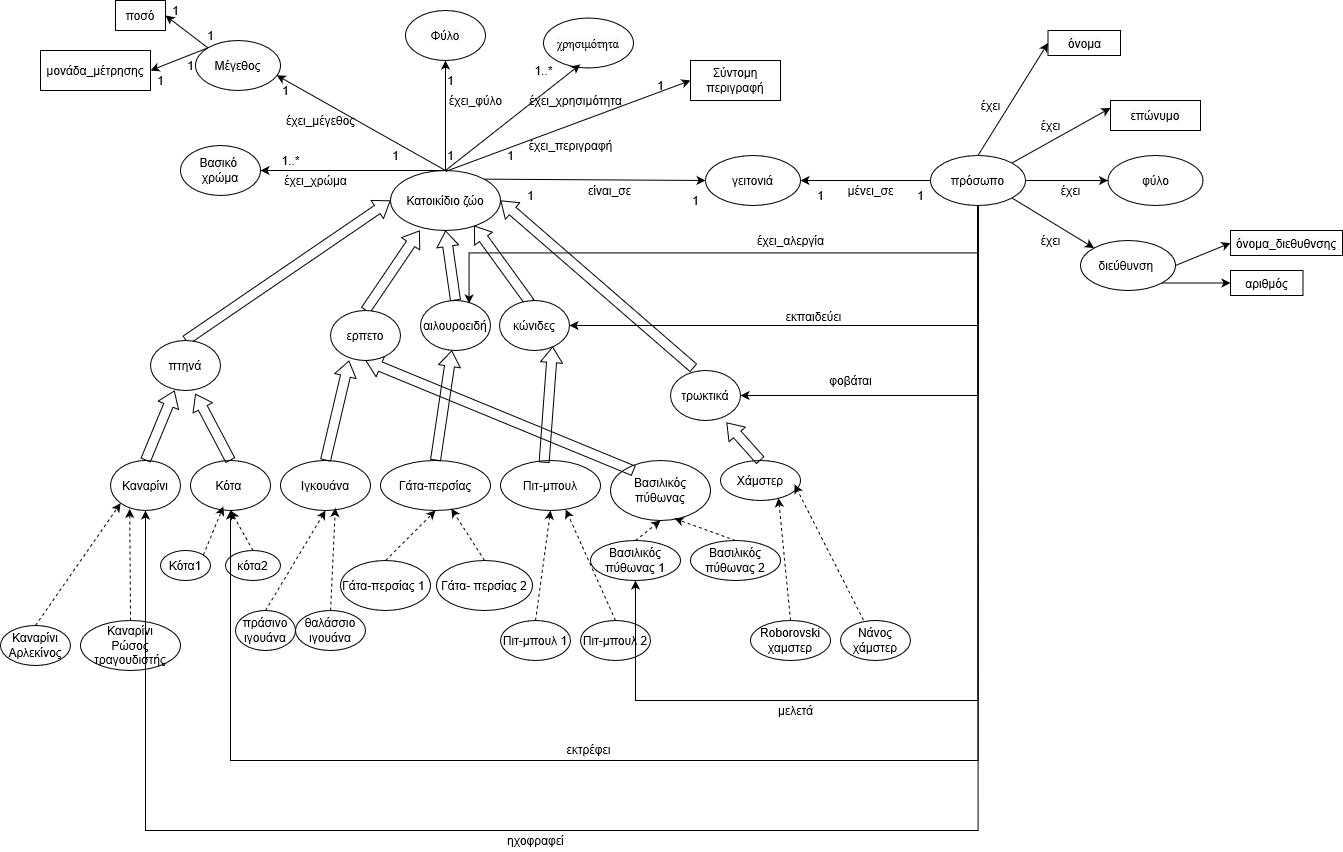 ποσό
1
1
μονάδα_μέτρησης
1
1
Μέγεθος
1
έχει_μέγεθος
1
Φύλο
1
έχει_φύλο
1
χρησιμότητα
1..*
έχει_χρησιμότητα
Σύντομη
περιγραφή
1
έχει_περιγραφή
1
Βασικό
χρώμα
1..*
έχει_χρώμα
Κατοικίδιο ζώο
1
είναι_σε
1
γειτονιά
1
μένει_σε
1
πρόσωπο
όνομα
έχει
επώνυμο
έχει
φύλο
έχει
διεύθυνση
έχει
όνομα_διεθυθνσης
αριθμός
έχει_αλεργία
εκπαιδεύει
φοβάται
πτηνά
ερπετο
αιλουροειδή
κώνιδες
τρωκτικά
Καναρίνι
Κότα
Ιγκουάνα
Γάτα-περσίας
Πιτ-μπουλ
Βασιλικός
πύθωνας
Χάμστερ
Κότα1
κότα2
Γάτα-περσίας 1
Γάτα- περσίας 2
Βασιλικός
πύθωνας 1
Βασιλικός
πύθωνας 2
Καναρίνι
Αρλεκίνος
Καναρίνι
Ρώσος
τραγουδιστής
πράσινο
ιγουάνα
θαλάσσιο
ιγουάνα
Πιτ-μπουλ 1
Πιτ-μπουλ 2
Roborovski
χαμστερ
Νάνος
χάμστερ
μελετά
εκτρέφει
ηχοφραφεί